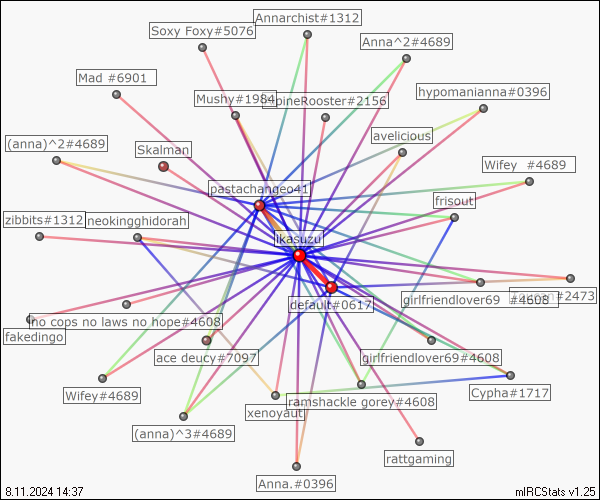 Annarchist#1312
Soxy Foxy#5076
Anna^2#4689
Mad #6901
hypomanianna#0396
Mushy#1984
pineRooster#2156
avelicious
(anna)^2#4689
Skalman
Wifey #4689
pastachangeo41
frisout
zibbits#1312
neokingghidorah
ikasuzu
girlfriendlover69 #4608
#2473
default#0617
no cops no laws no hope#4608
fakedingo
ace deucy#7097
girlfriendlover69#4608
Wifey#4689
Cypha#1717
ramshackle gorey#4608
xenoyaut
(anna)^3#4689
rattgaming
Anna.#0396
8.11.2024 14:37
mIRCStats v1.25